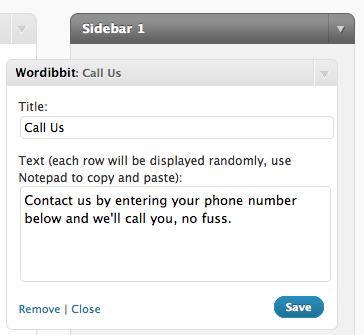 Sidebar 1
Wordibbit: Call Us
Title:
Call Us
Text (each row will be displayed randomly, use
Notepad to copy and paste):
Contact us by entering your phone number
below and we'll call you, no fuss.
Remove | Close
Save